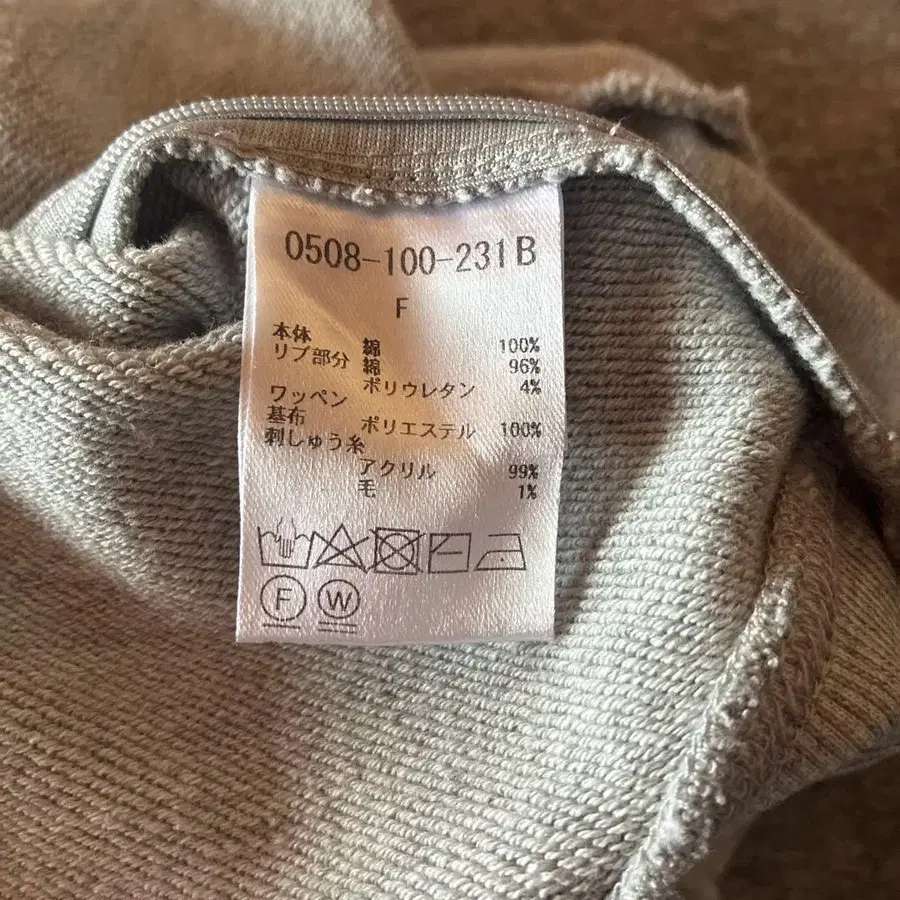 0508-100-231B
F
本体 綿 100%
リブ部分 綿 96%
ポリウレタン 4%
ワッペン
基布 ポリエステル 100%
刺しゅう糸
アクリル 99%
毛 1%
F W